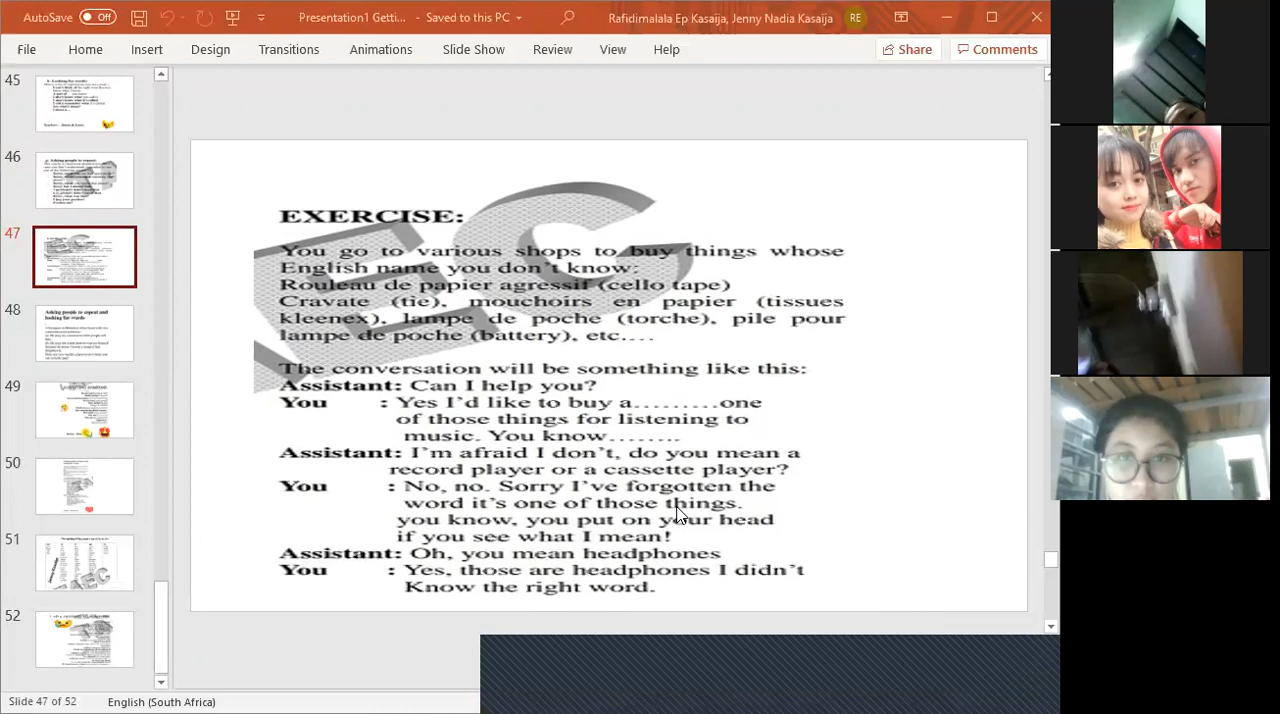 AutoSave Off Presentation1 Getti... - Saved to this PC Rafidimalala Ep Kasaija, Jenny Nadia Kasaija RE
File Home Insert Design Transitions Animations Slide Show Review View Help Share Comments
45
46
47
48
Asking people to repeat and
looking for words
49
50
51
52
EXERCISE:
You go to various shops to buy things whose
English name you don't know:
Rouleau de papier agressif (cello tape)
Cravate (tie), mouchoirs en papier (tissues
kleenex), lampe de poche (torche), pile pour
lampe de poche (battery), etc....
The conversation will be something like this:
Assistant: Can I help you?
You : Yes I'd like to buy a.........one
of those things for listening to
music. You know........
Assistant: I'm afraid I don't, do you mean a
record player or a cassette player?
You : No, no. Sorry I've forgotten the
word it's one of those things.
you know, you put on your head
if you see what I mean!
Assistant: Oh, you mean headphones
You : Yes, those are headphones I didn't
Know the right word.
Slide 47 of 52 English (South Africa)